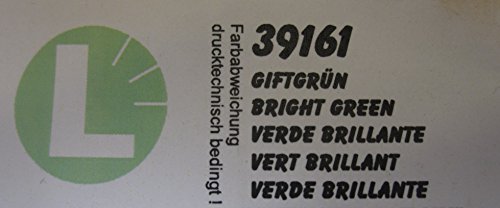 L
Farbabweichung
drucktechnisch bedingt !
39161
GIFTGRÜN
BRIGHT GREEN
VERDE BRILLANTE
VERT BRILLANT
VERDE BRILLANTE